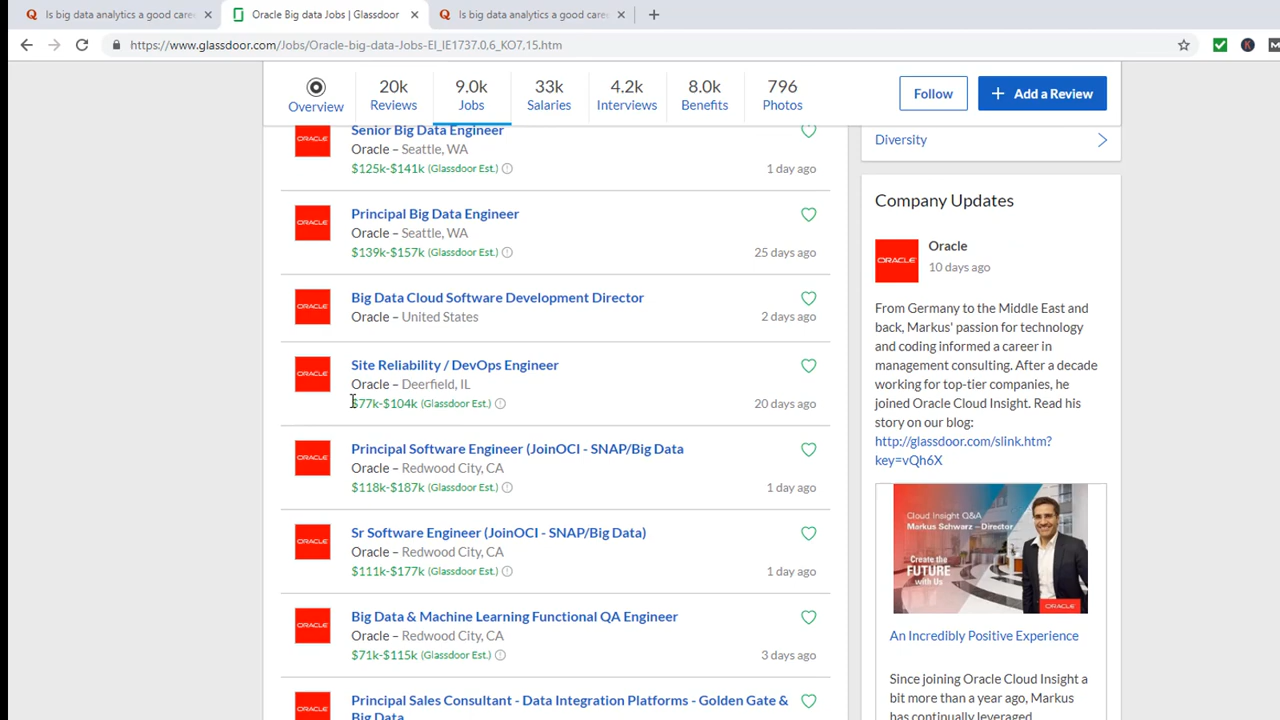 Is big data analytics a good care
Oracle Big data Jobs | Glassdoor
Is big data analytics a good caree
https://www.glassdoor.com/Jobs/Oracle-big-data-Jobs-EI_IE1737.0,6_KO7,15.htm
Overview
20k
Reviews
9.0k
Jobs
33k
Salaries
4.2k
Interviews
8.0k
Benefits
796
Photos
Follow
+ Add a Review
ORACLE
Senior Big Data Engineer
Oracle – Seattle, WA
$125k-$141k (Glassdoor Est.)
1 day ago
ORACLE
Principal Big Data Engineer
Oracle – Seattle, WA
$139k-$157k (Glassdoor Est.)
25 days ago
ORACLE
Big Data Cloud Software Development Director
Oracle – United States
2 days ago
ORACLE
Site Reliability / DevOps Engineer
Oracle – Deerfield, IL
$77k-$104k (Glassdoor Est.)
20 days ago
ORACLE
Principal Software Engineer (JoinOCI - SNAP/Big Data
Oracle – Redwood City, CA
$118k-$187k (Glassdoor Est.)
1 day ago
ORACLE
Sr Software Engineer (JoinOCI - SNAP/Big Data)
Oracle – Redwood City, CA
$111k-$177k (Glassdoor Est.)
1 day ago
ORACLE
Big Data & Machine Learning Functional QA Engineer
Oracle – Redwood City, CA
$71k-$115k (Glassdoor Est.)
3 days ago
ORACLE
Principal Sales Consultant - Data Integration Platforms - Golden Gate &
Big Data
Diversity
Company Updates
ORACLE
Oracle
10 days ago
From Germany to the Middle East and
back, Markus' passion for technology
and coding informed a career in
management consulting. After a decade
working for top-tier companies, he
joined Oracle Cloud Insight. Read his
story on our blog:
http://glassdoor.com/slink.htm?
key=vQh6X
Cloud Insight Q&A
Markus Schwarz – Director
Create the
FUTURE
with Us
ORACLE
An Incredibly Positive Experience
Since joining Oracle Cloud Insight a
bit more than a year ago, Markus
has continually leveraged